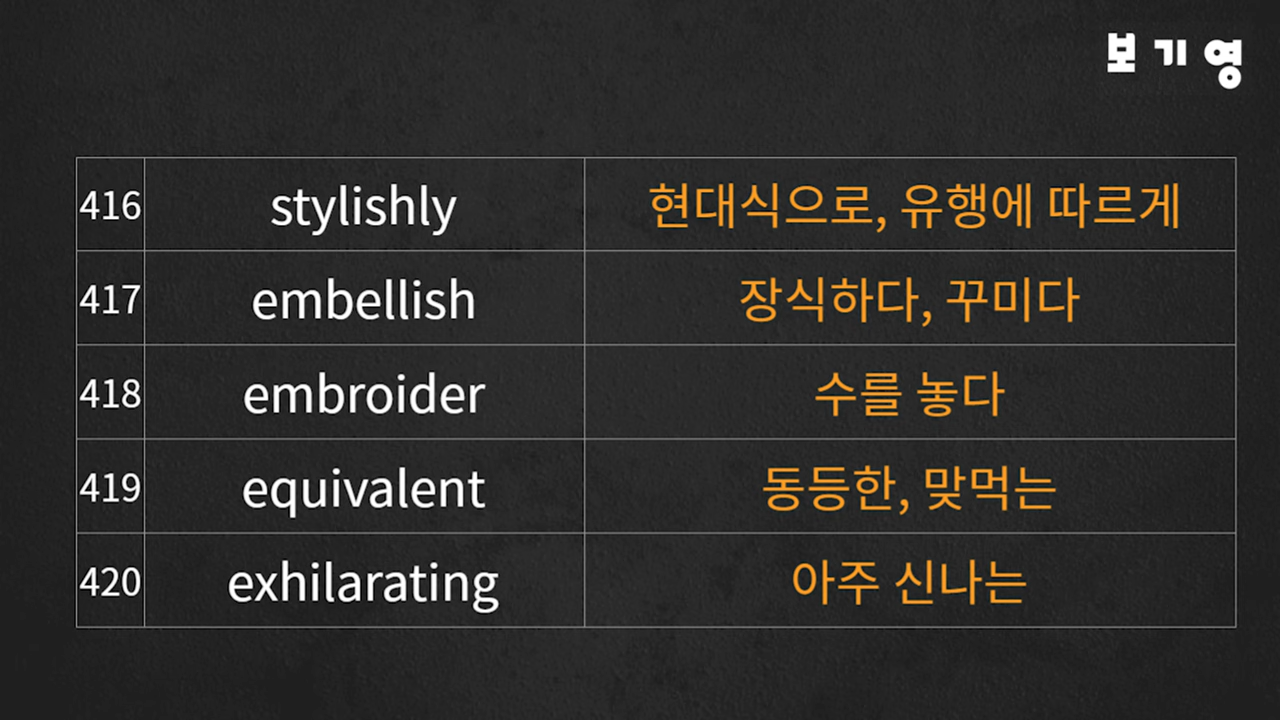 보기영
416 stylishly 현대식으로, 유행에 따르게
417 embellish 장식하다, 꾸미다
418 embroider 수를 놓다
419 equivalent 동등한, 맞먹는
420 exhilarating 아주 신나는